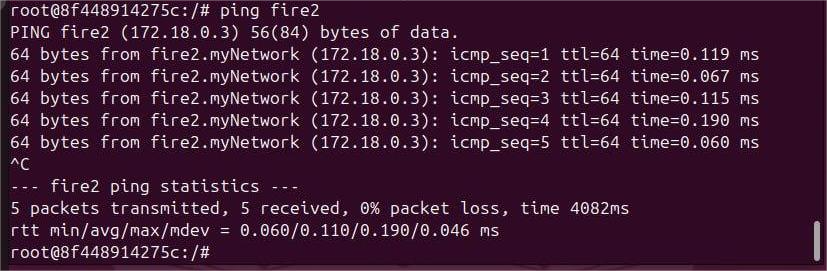 root@8f448914275c:/# ping fire2
PING fire2 (172.18.0.3) 56(84) bytes of data.
64 bytes from fire2.myNetwork (172.18.0.3): icmp_seq=1 ttl=64 time=0.119 ms
64 bytes from fire2.myNetwork (172.18.0.3): icmp_seq=2 ttl=64 time=0.067 ms
64 bytes from fire2.myNetwork (172.18.0.3): icmp_seq=3 ttl=64 time=0.115 ms
64 bytes from fire2.myNetwork (172.18.0.3): icmp_seq=4 ttl=64 time=0.190 ms
64 bytes from fire2.myNetwork (172.18.0.3): icmp_seq=5 ttl=64 time=0.060 ms
^C
--- fire2 ping statistics ---
5 packets transmitted, 5 received, 0% packet loss, time 4082ms
rtt min/avg/max/mdev = 0.060/0.110/0.190/0.046 ms
root@8f448914275c:/#